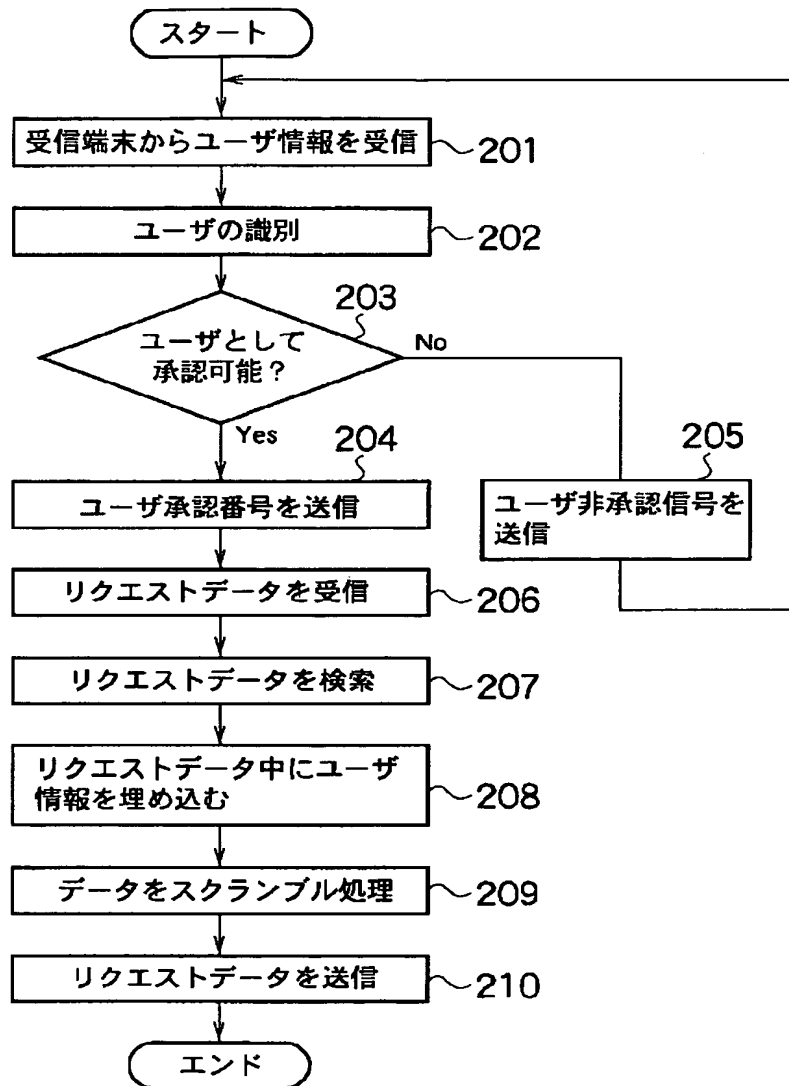 スタート
受信端末からユーザ情報を受信
201
ユーザの識別
202
203
ユーザとして
承認可能？
No
Yes
204
ユーザ承認番号を送信
205
ユーザ非承認信号を
送信
リクエストデータを受信
206
リクエストデータを検索
207
リクエストデータ中にユーザ
情報を埋め込む
208
データをスクランブル処理
209
リクエストデータを送信
210
エンド